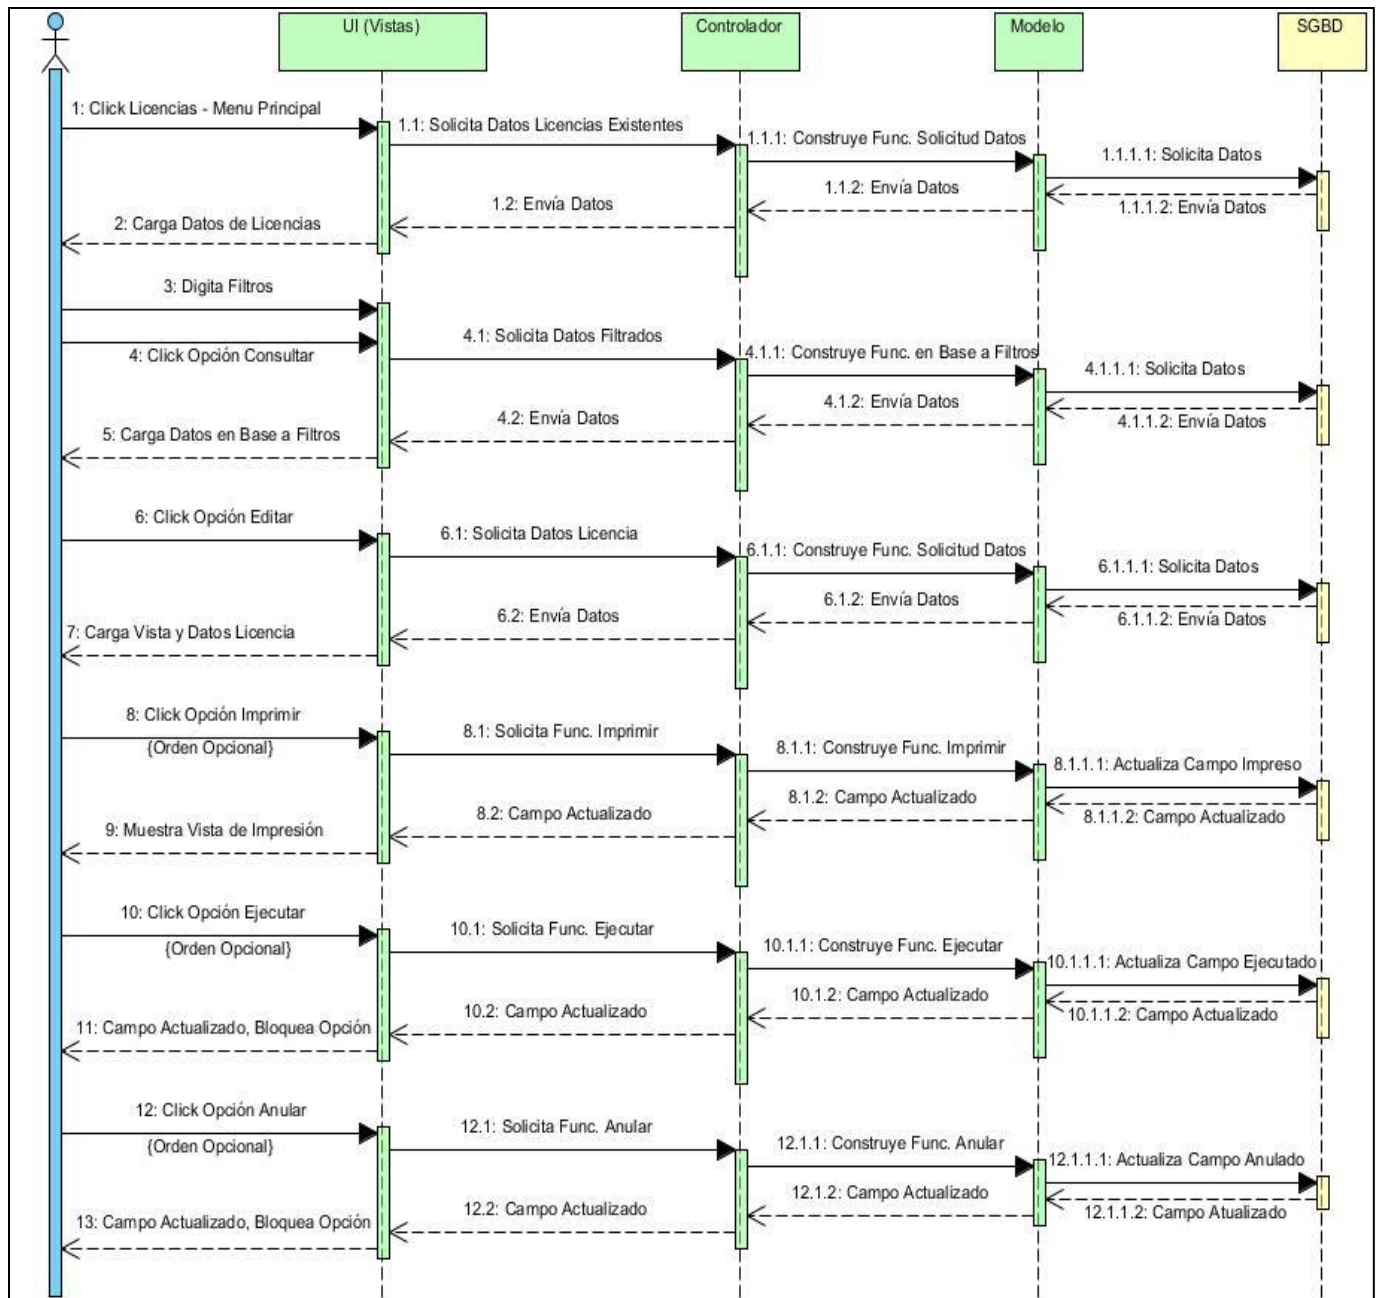 UI (Vistas)
Controlador
Modelo
SGBD
1: Click Licencias - Menu Principal
1.1: Solicita Datos Licencias Existentes
1.1.1: Construye Func. Solicitud Datos
1.1.1.1: Solicita Datos
1.1.2: Envía Datos
1.1.1.2: Envía Datos
1.2: Envía Datos
2: Carga Datos de Licencias
3: Digita Filtros
4: Click Opción Consultar
4.1: Solicita Datos Filtrados
4.1.1: Construye Func. en Base a Filtros
4.1.1.1: Solicita Datos
4.1.2: Envía Datos
4.1.1.2: Envía Datos
4.2: Envía Datos
5: Carga Datos en Base a Filtros
6: Click Opción Editar
6.1: Solicita Datos Licencia
6.1.1: Construye Func. Solicitud Datos
6.1.1.1: Solicita Datos
6.1.2: Envía Datos
6.1.1.2: Envía Datos
6.2: Envía Datos
7: Carga Vista y Datos Licencia
8: Click Opción Imprimir
{Orden Opcional}
8.1: Solicita Func. Imprimir
8.1.1: Construye Func. Imprimir
8.1.1.1: Actualiza Campo Impreso
8.1.2: Campo Actualizado
8.1.1.2: Campo Actualizado
8.2: Campo Actualizado
9: Muestra Vista de Impresión
10: Click Opción Ejecutar
{Orden Opcional}
10.1: Solicita Func. Ejecutar
10.1.1: Construye Func. Ejecutar
10.1.1.1: Actualiza Campo Ejecutado
10.1.2: Campo Actualizado
10.1.1.2: Campo Actualizado
10.2: Campo Actualizado
11: Campo Actualizado, Bloquea Opción
12: Click Opción Anular
{Orden Opcional}
12.1: Solicita Func. Anular
12.1.1: Construye Func. Anular
12.1.1.1: Actualiza Campo Anulado
12.1.2: Campo Actualizado
12.1.1.2: Campo Atualizado
12.2: Campo Actualizado
13: Campo Actualizado, Bloquea Opción